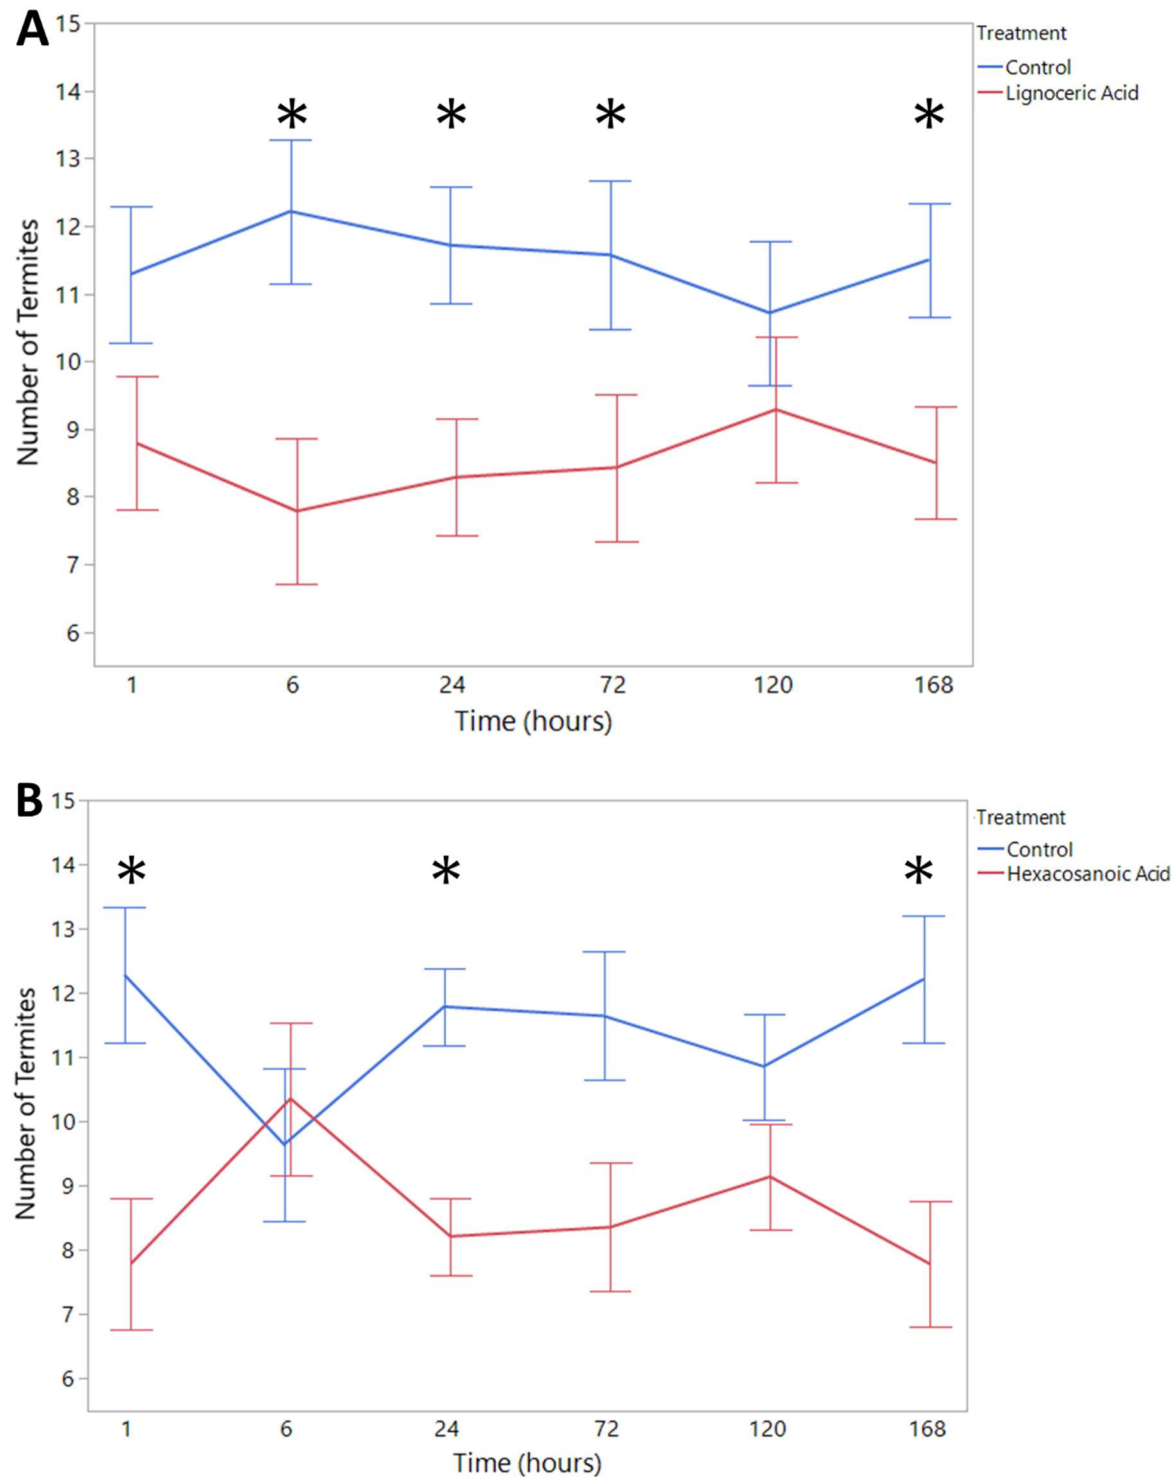 A
Treatment
Control
Lignoceric Acid
15
14
13
12
11
10
9
8
7
6
Number of Termites
* * * *
1 6 24 72 120 168
Time (hours)
B
Treatment
Control
Hexacosanoic Acid
15
14
13
12
11
10
9
8
7
6
Number of Termites
* * *
1 6 24 72 120 168
Time (hours)